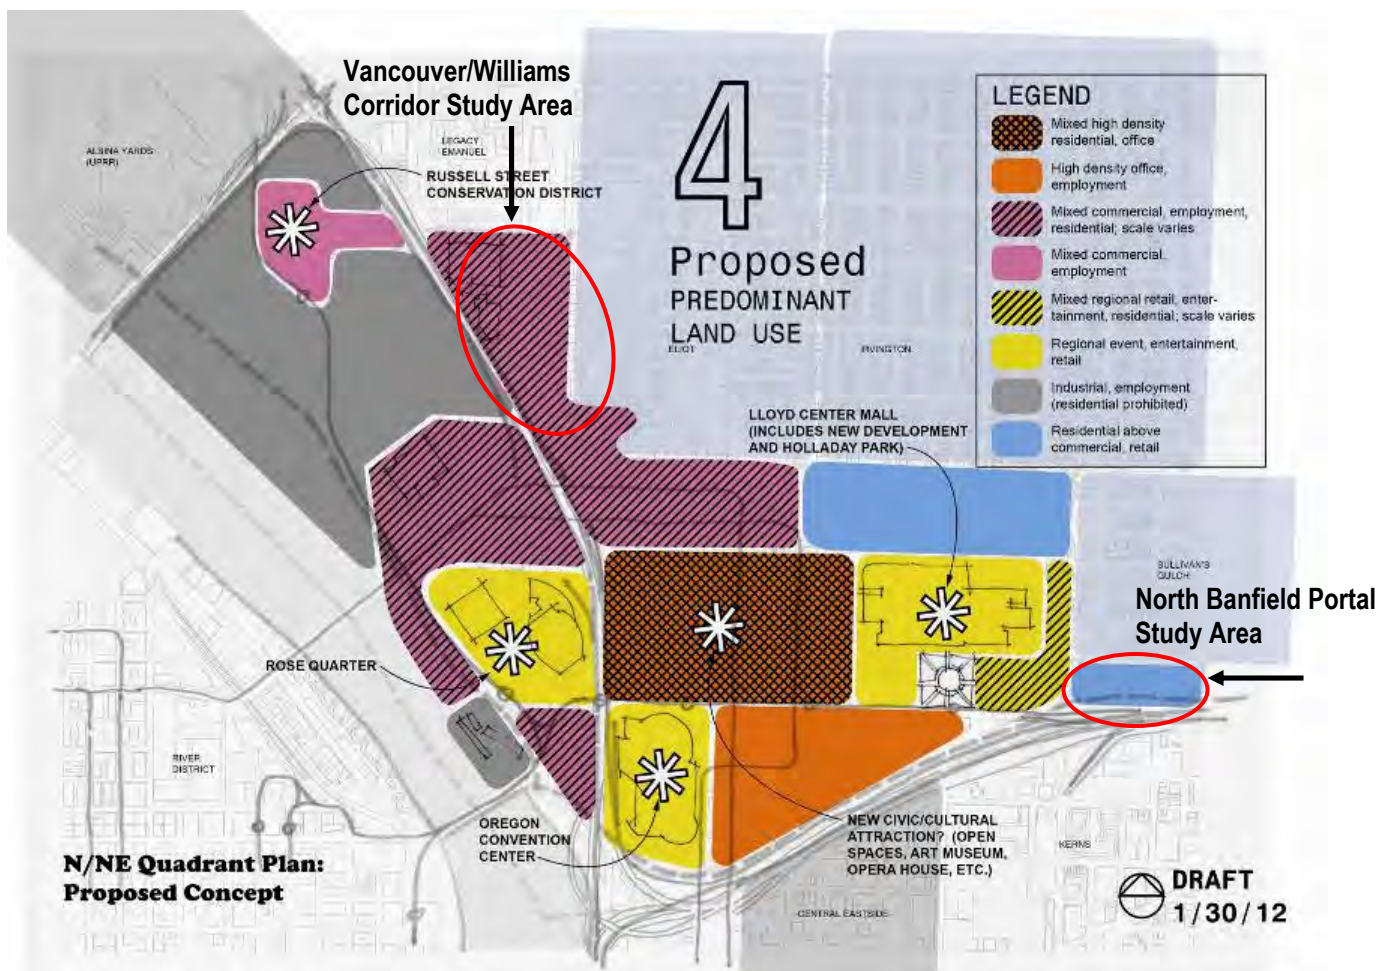 Vancouver/Williams
Corridor Study Area
4
Proposed
PREDOMINANT
LAND USE
LEGEND
Mixed high density
residential, office
High density office,
employment
Mixed commercial, employment,
residential; scale varies
Mixed commercial,
employment
Mixed regional retail, enter-
tainment, residential; scale varies
Regional event, entertainment,
retail
Industrial, employment
(residential prohibited)
Residential above
commercial, retail
ALBINA YARDS
(UPRR)
LEGACY
EMANUEL
RUSSELL STREET
CONSERVATION DISTRICT
ELIOT
IRVINGTON
LLOYD CENTER MALL
(INCLUDES NEW DEVELOPMENT
AND HOLLADAY PARK)
SULLIVAN'S
GULCH
North Banfield Portal
Study Area
ROSE QUARTER
RIVER
DISTRICT
OREGON
CONVENTION
CENTER
NEW CIVIC/CULTURAL
ATTRACTION? (OPEN
SPACES, ART MUSEUM,
OPERA HOUSE, ETC.)
KERNS
CENTRAL EASTSIDE
N/NE Quadrant Plan:
Proposed Concept
DRAFT
1/30/12